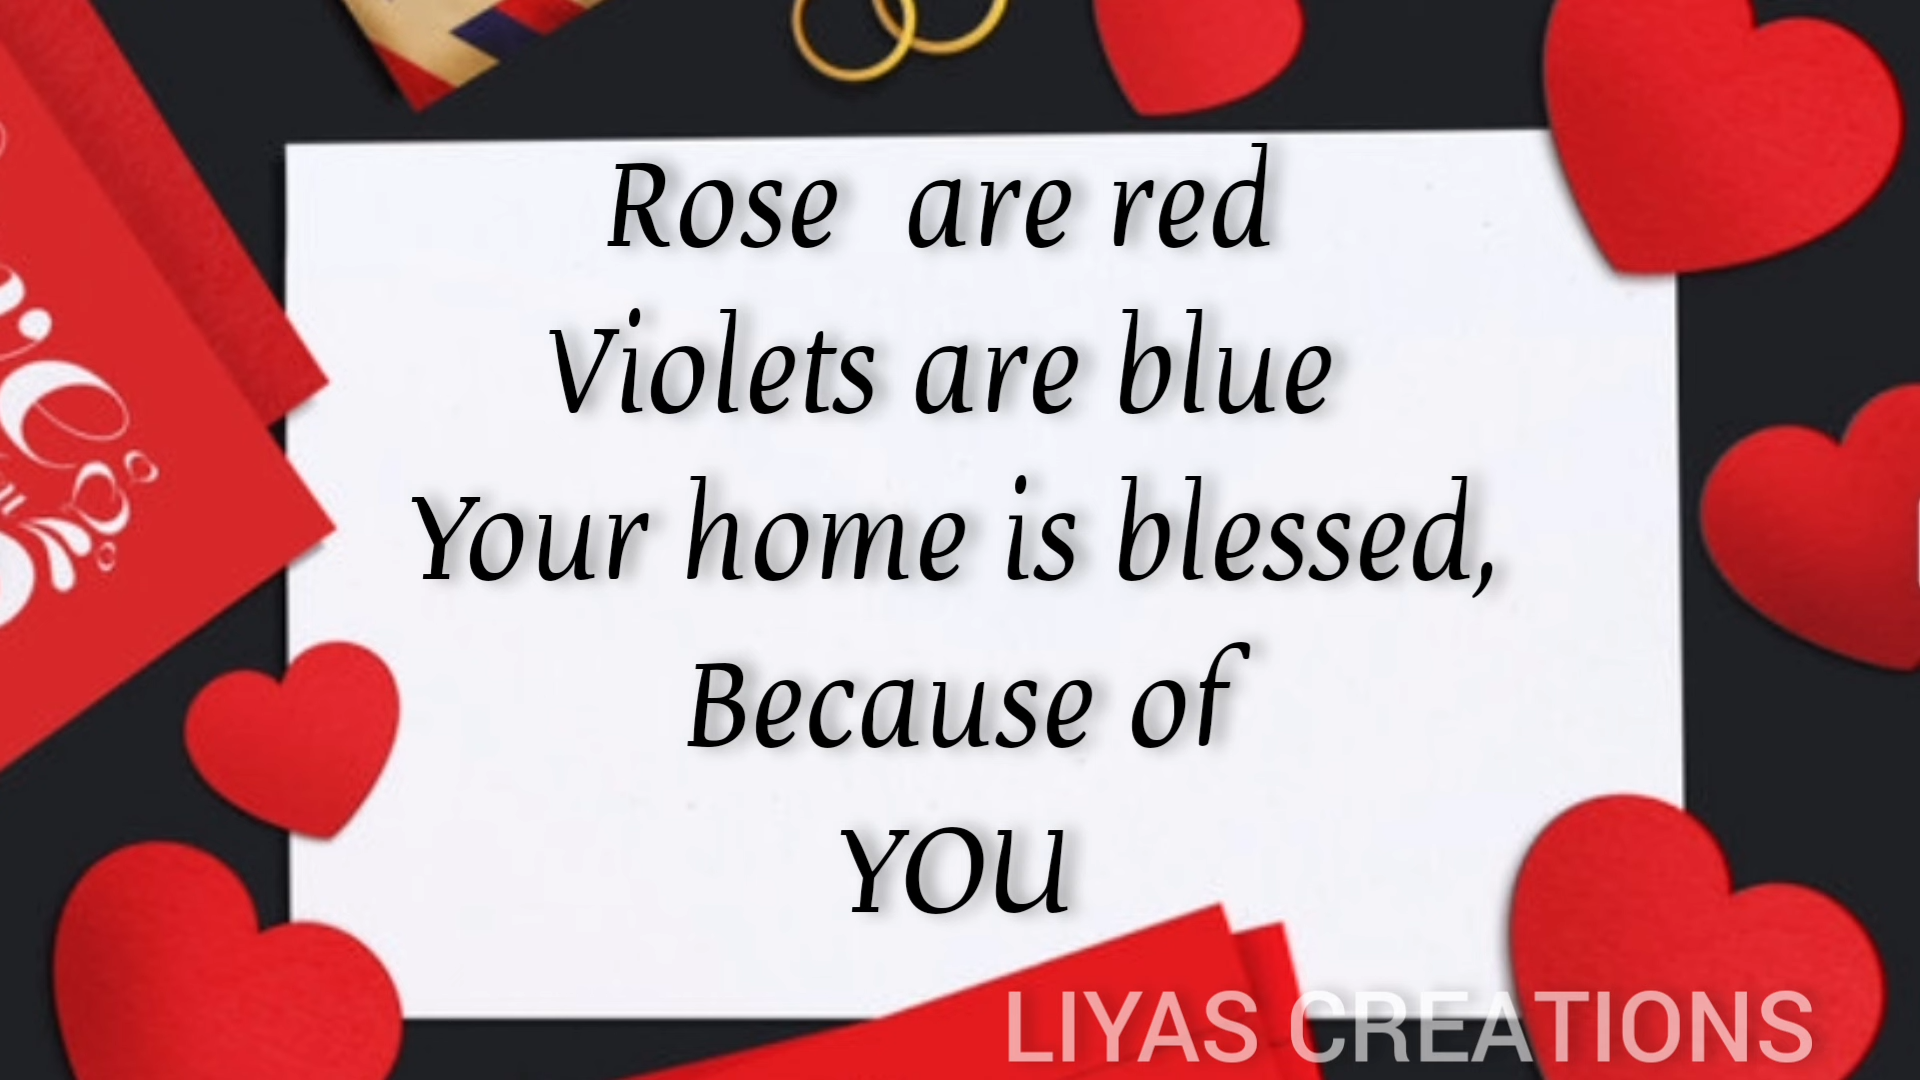 Rose  are red
Violets are blue
Your home is blessed,
Because of
YOU
LIYAS CREATIONS